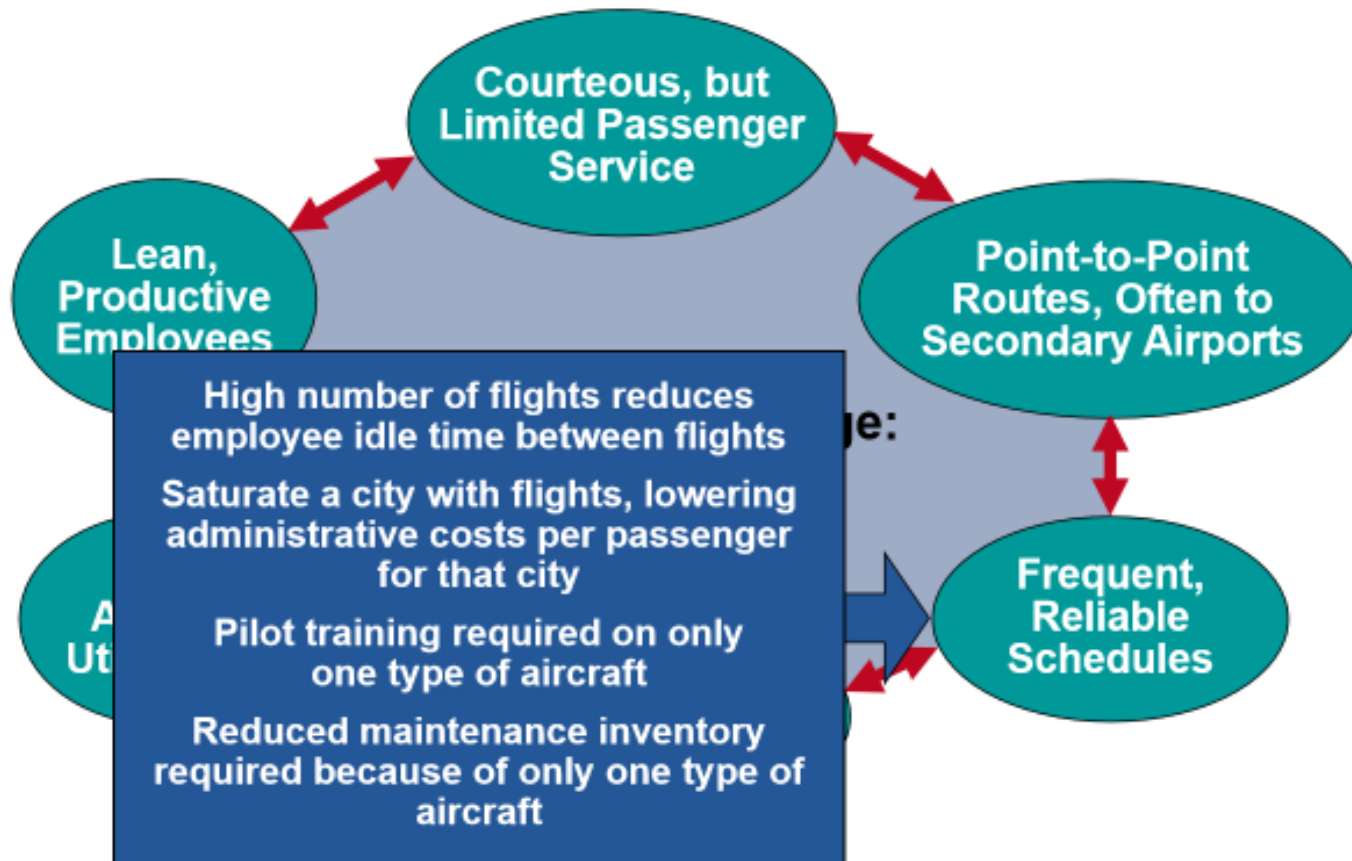 Courteous, but
Limited Passenger
Service
Lean,
Productive
Employees
Point-to-Point
Routes, Often to
Secondary Airports
High number of flights reduces
employee idle time between flights
Saturate a city with flights, lowering
administrative costs per passenger
for that city
Pilot training required on only
one type of aircraft
Reduced maintenance inventory
required because of only one type of
aircraft
Frequent,
Reliable
Schedules